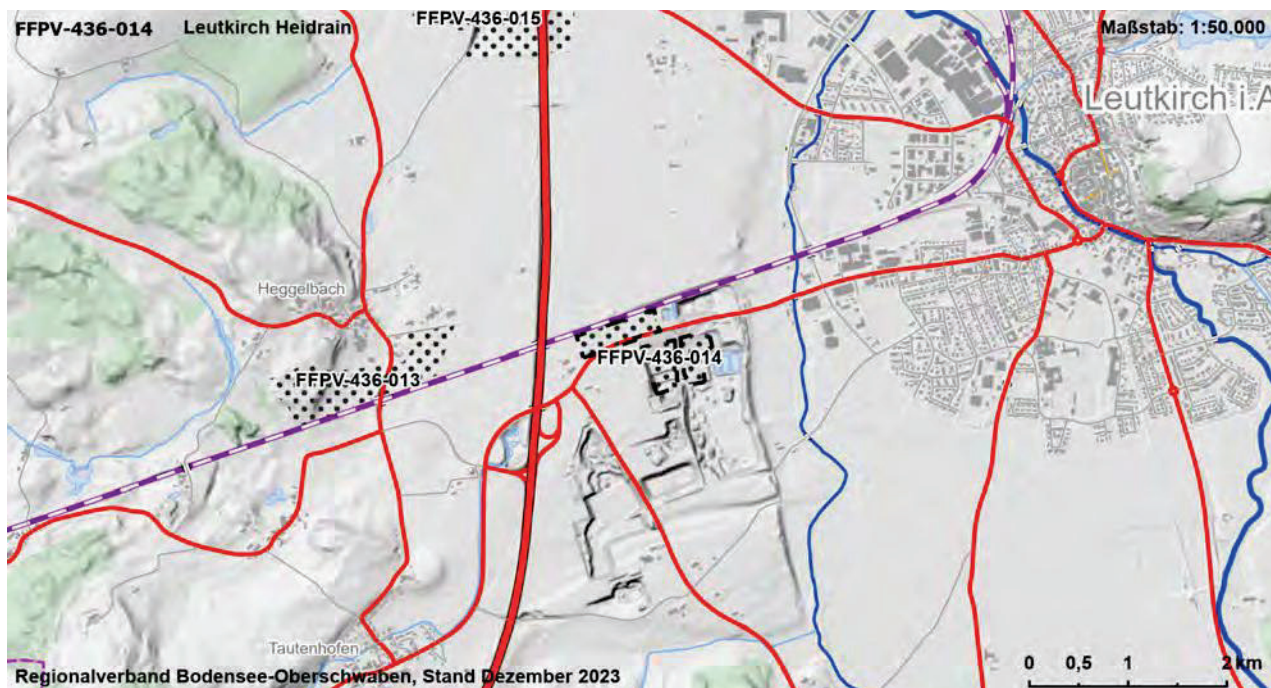 FFPV-436-014 Leutkirch Heidrain
FFPV-436-015
Maßstab: 1:50.000
Leutkirch i.A
Heggelbach
FFPV-436-014
FFPV-436-013
Tautenhofen
0 0,5 1 2 km
Regionalverband Bodensee-Oberschwaben, Stand Dezember 2023